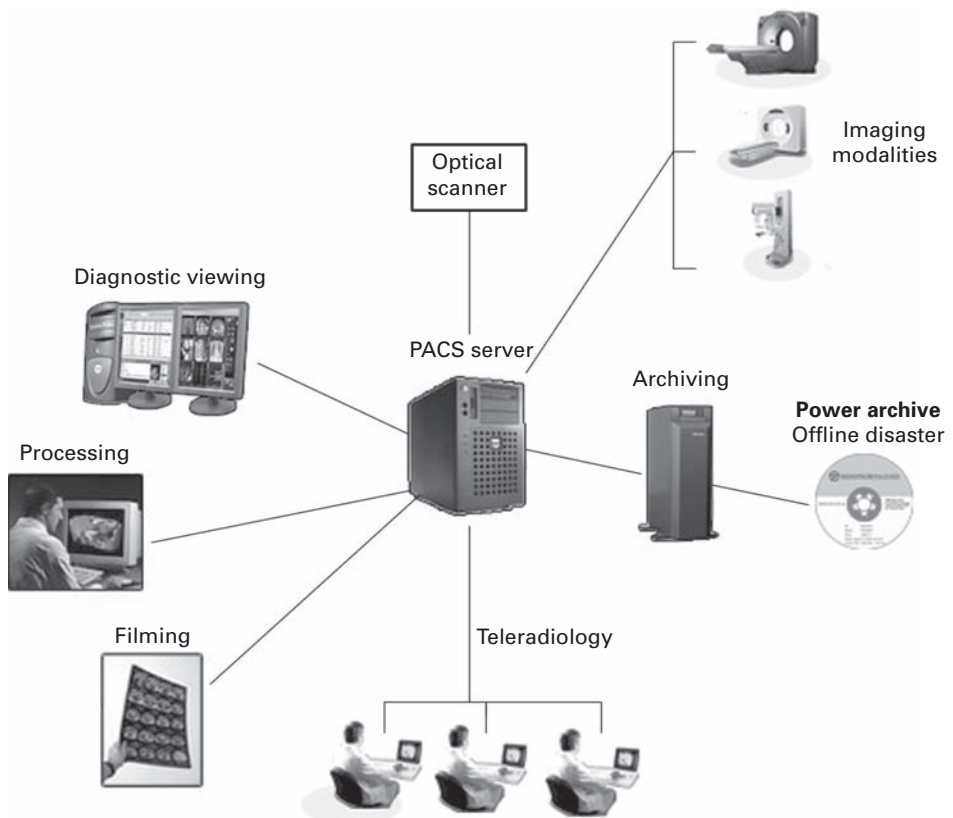 Imaging
modalities
Optical
scanner
Diagnostic viewing
PACS server
Archiving
Power archive
Offline disaster
Processing
Filming
Teleradiology